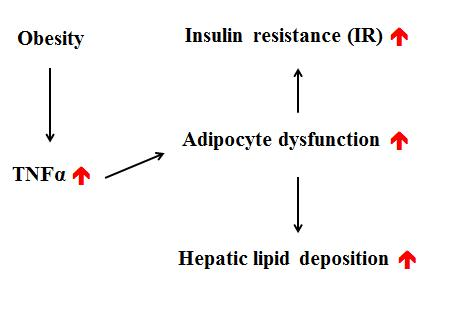 Obesity
Insulin resistance (IR)
Adipocyte dysfunction
TNFα
Hepatic lipid deposition